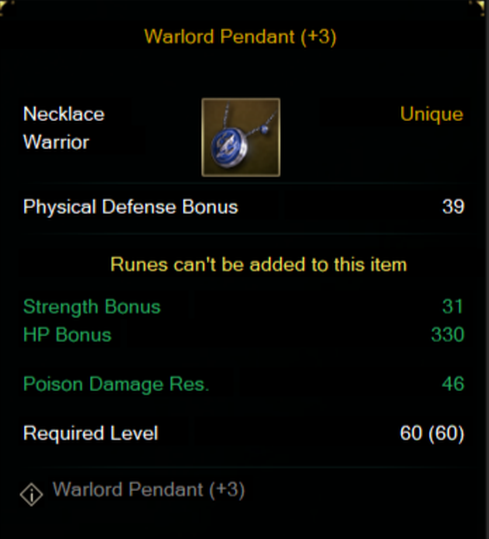 Warlord Pendant (+3)
Necklace Unique
Warrior
Physical Defense Bonus 39
Runes can't be added to this item
Strength Bonus 31
HP Bonus 330
Poison Damage Res. 46
Required Level 60 (60)
Warlord Pendant (+3)